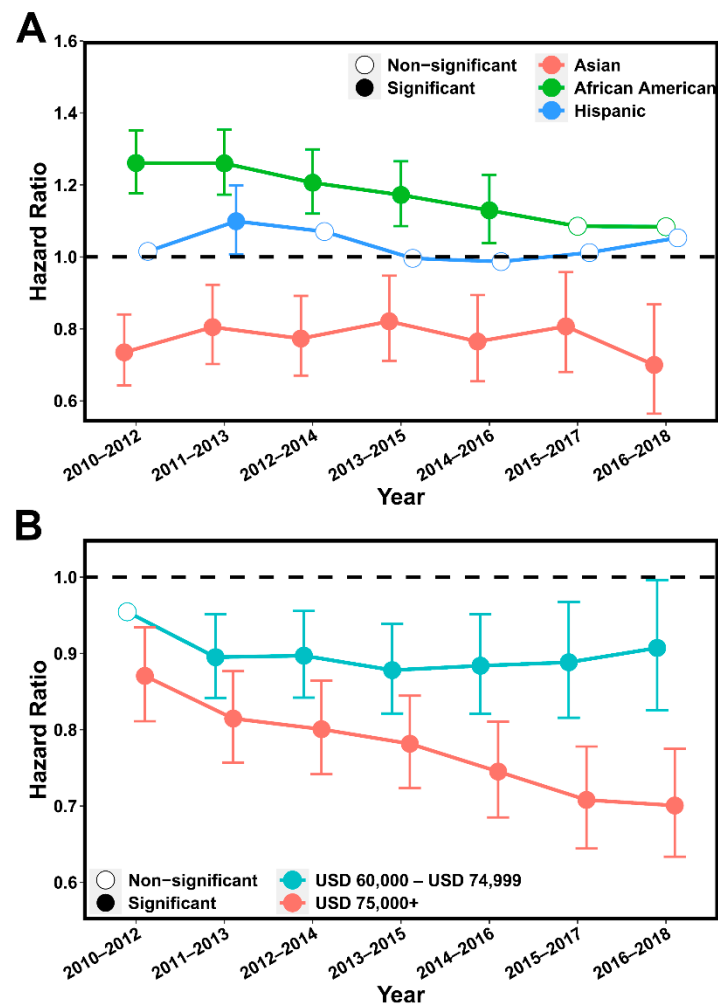 A
1.6
1.4
1.2
1.0
0.8
0.6
Hazard Ratio
Non−significant
Significant
Asian
African American
Hispanic
2010–2012
2011–2013
2012–2014
2013–2015
2014–2016
2015–2017
2016–2018
Year
B
1.0
0.9
0.8
0.7
0.6
Hazard Ratio
Non−significant
Significant
USD 60,000 – USD 74,999
USD 75,000+
2010–2012
2011–2013
2012–2014
2013–2015
2014–2016
2015–2017
2016–2018
Year